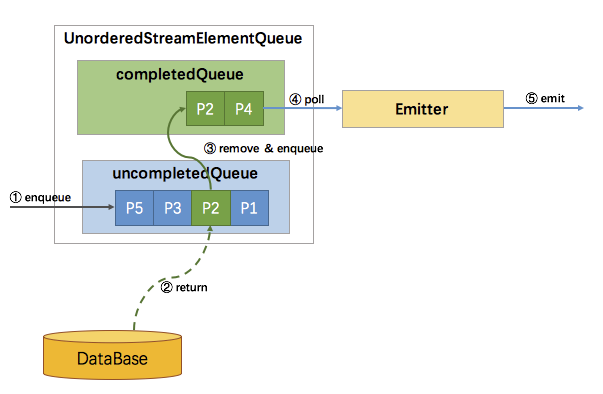 UnorderedStreamElementQueue
completedQueue
P2 P4
④ poll
Emitter
⑤ emit
③ remove & enqueue
uncompletedQueue
① enqueue
P5 P3 P2 P1
② return
DataBase